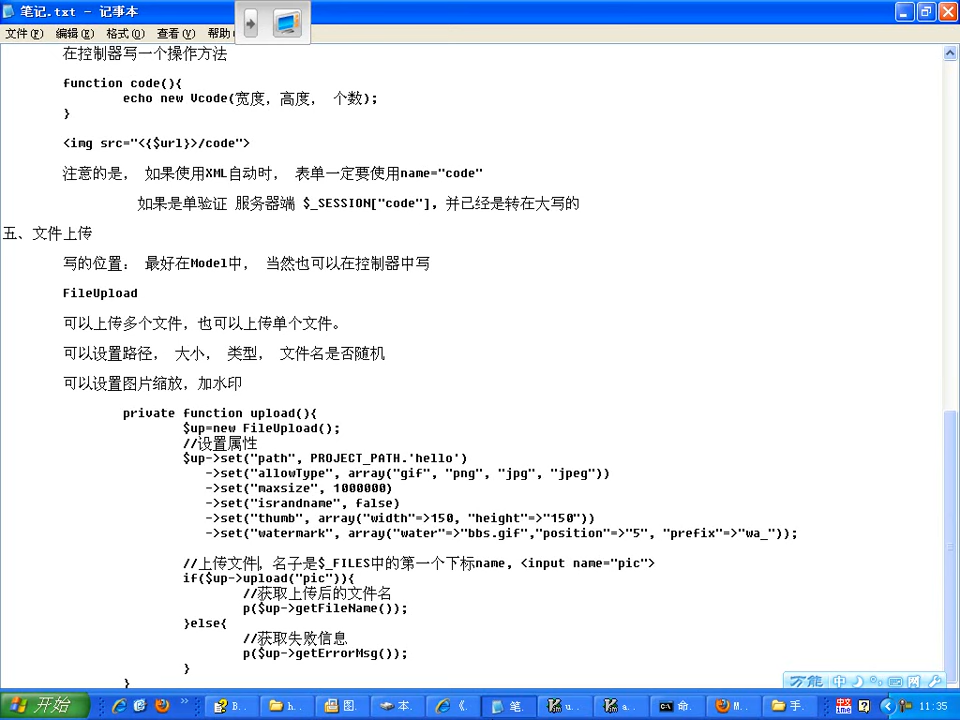 笔记.txt - 记事本
文件(F) 编辑(E) 格式(O) 查看(V) 帮助
在控制器写一个操作方法
function code(){
echo new Vcode(宽度, 高度, 个数);
}
<img src="<{$url}>/code">
注意的是, 如果使用XML自动时, 表单一定要使用name="code"
如果是单验证 服务器端 $_SESSION["code"], 并己经是转在大写的
五、文件上传
写的位置: 最好在Model中, 当然也可以在控制器中写
FileUpload
可以上传多个文件, 也可以上传单个文件。
可以设置路径, 大小, 类型, 文件名是否随机
可以设置图片缩放, 加水印
private function upload(){
$up=new FileUpload();
//设置属性
$up->set("path", PROJECT_PATH.'hello')
->set("allowType", array("gif", "png", "jpg", "jpeg"))
->set("maxsize", 1000000)
->set("israndname", false)
->set("thumb", array("width"=>150, "height"=>"150"))
->set("watermark", array("water"=>"bbs.gif","position"=>"5", "prefix"=>"wa_"));
//上传文件, 名子是$_FILES中的第一个下标name, <input name="pic">
if($up->upload("pic")){
//获取上传后的文件名
p($up->getFileName());
}else{
//获取失败信息
p($up->getErrorMsg());
}
}
万能 中
开始 B.. h.. 图. 本. 《. 笔. u.. a.. 命. M.. 手. 11:35